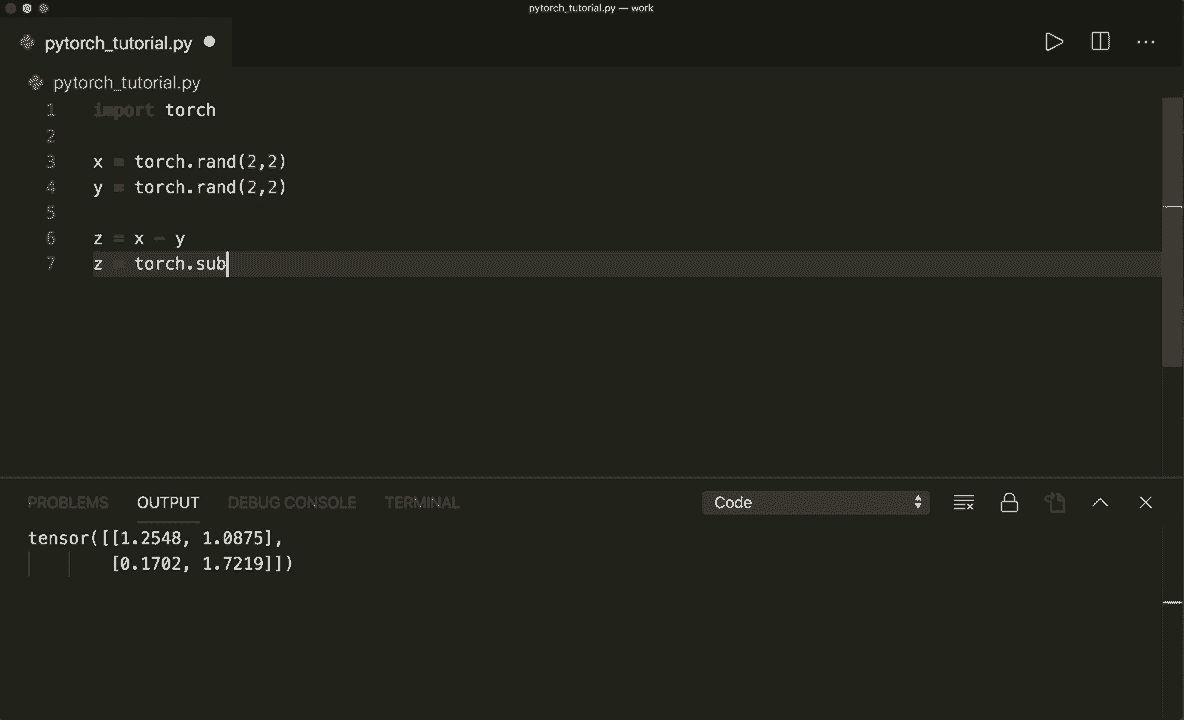 pytorch_tutorial.py — work
pytorch_tutorial.py
pytorch_tutorial.py
1 import torch
2
3 x = torch.rand(2,2)
4 y = torch.rand(2,2)
5
6 z = x - y
7 z = torch.sub
PROBLEMS OUTPUT DEBUG CONSOLE TERMINAL Code
tensor([[1.2548, 1.0875],
[0.1702, 1.7219]])